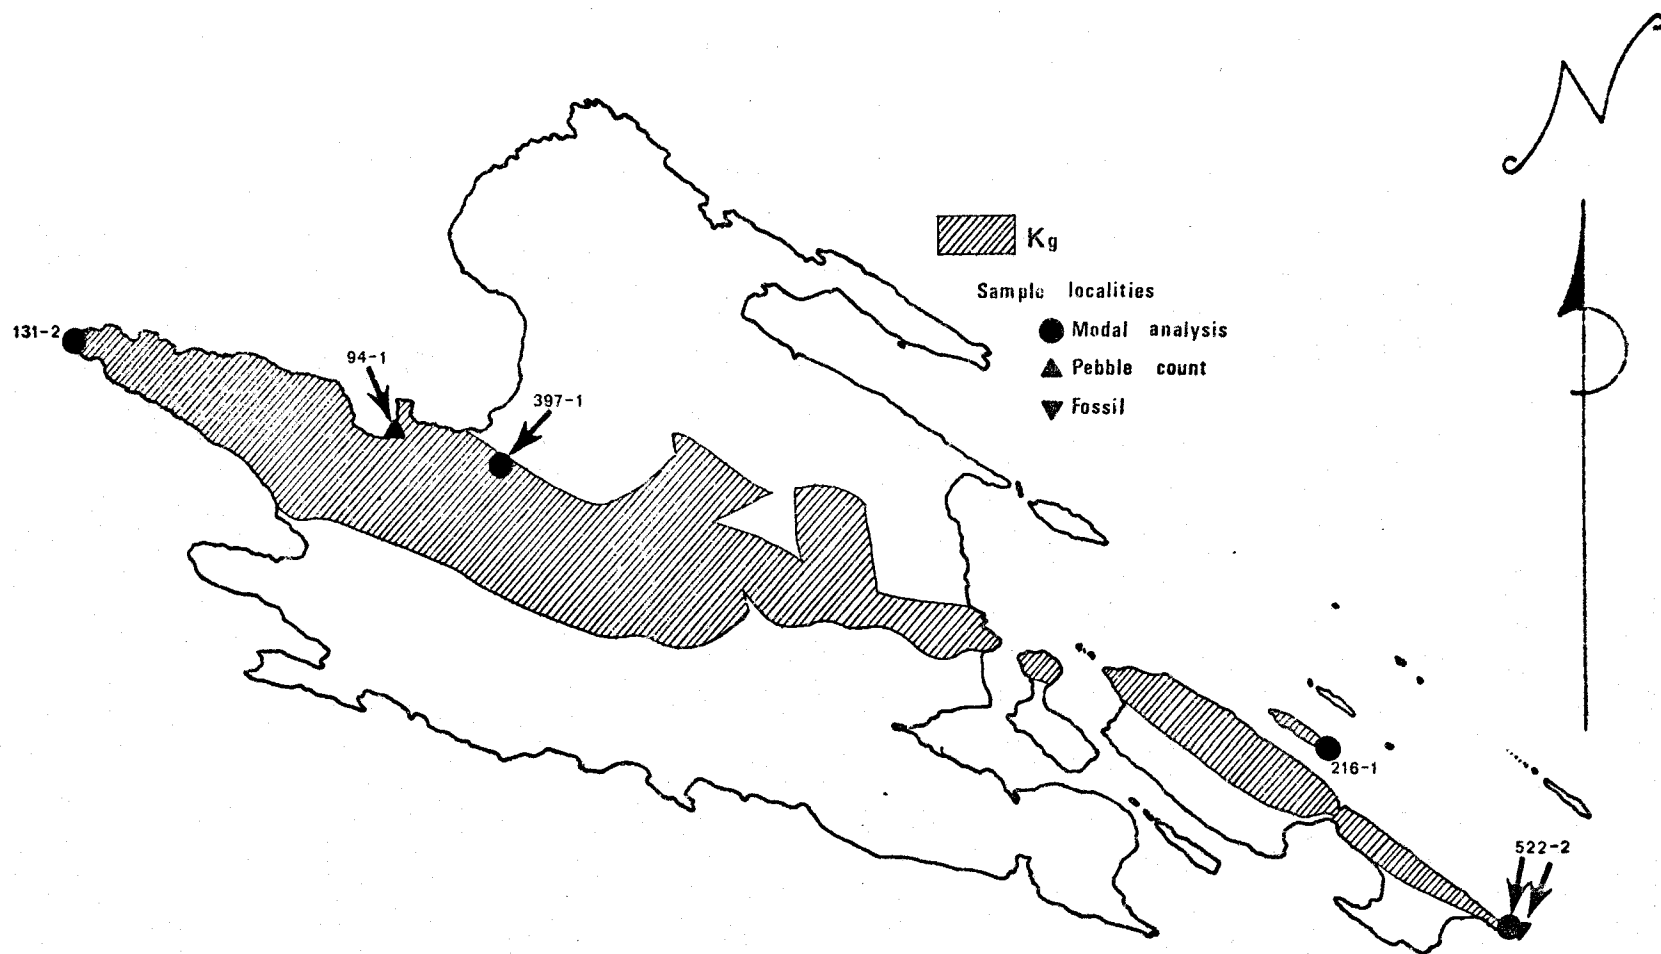 N
Kg
Sample localities
Modal analysis
Pebble count
Fossil
131-2
94-1
397-1
216-1
522-2